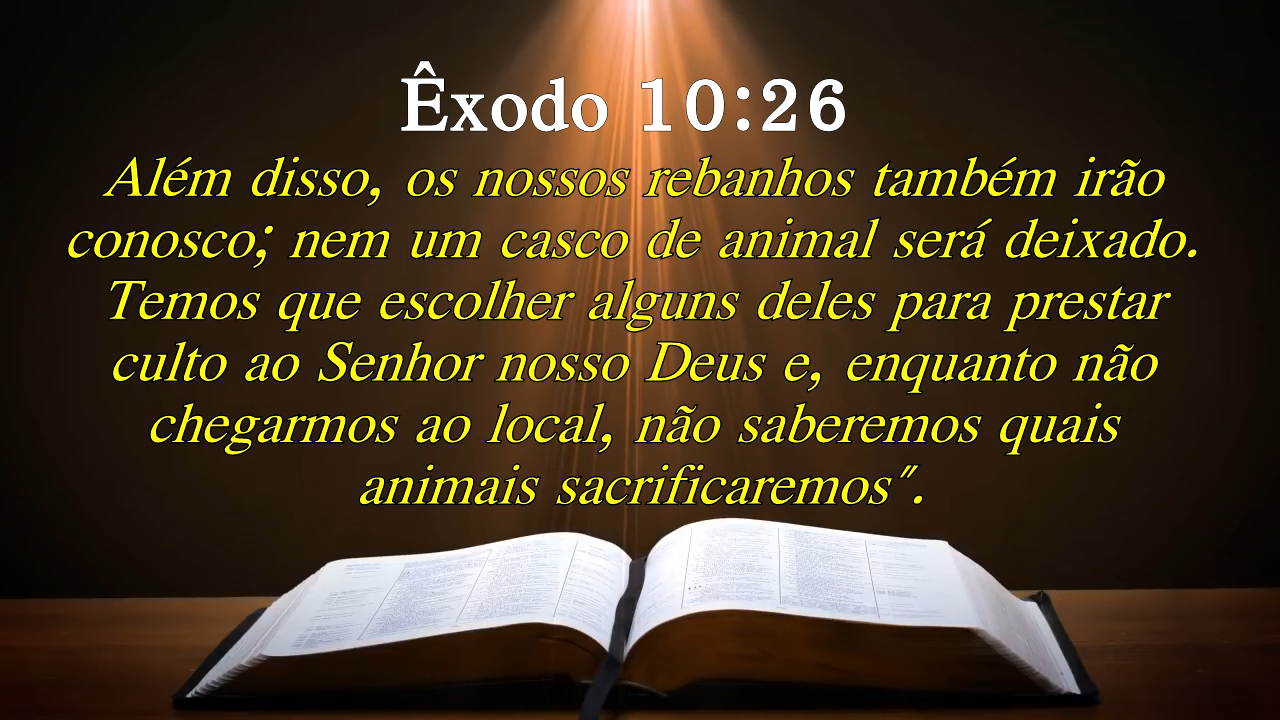 Êxodo 10:26
Além disso, os nossos rebanhos também irão
conosco; nem um casco de animal será deixado.
Temos que escolher alguns deles para prestar
culto ao Senhor nosso Deus e, enquanto não
chegarmos ao local, não saberemos quais
animais sacrificaremos".